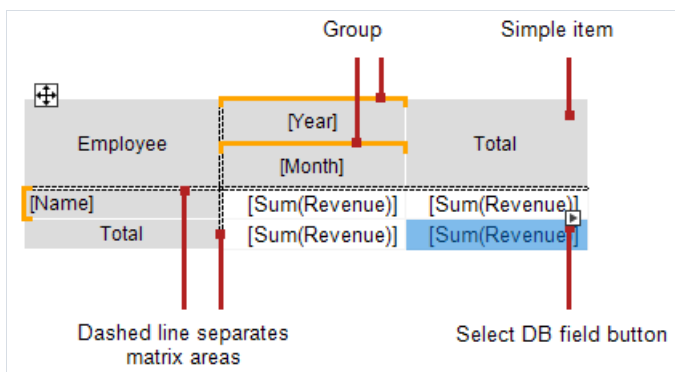 Group
Simple item
Employee
[Year]
Total
[Month]
[Name]
[Sum(Revenue)]
[Sum(Revenue)]
Total
[Sum(Revenue)]
[Sum(Revenue)]
Dashed line separates
matrix areas
Select DB field button